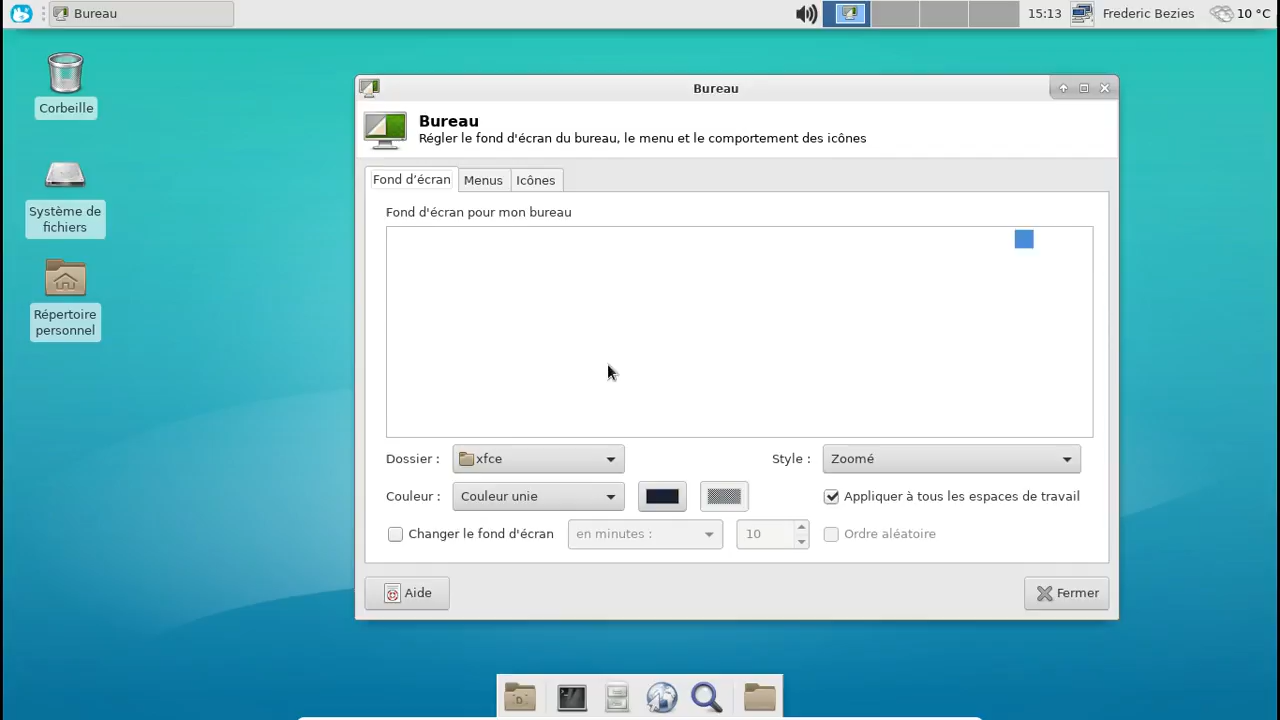 Bureau
15:13
Frederic Bezies
10 °C
Corbeille
Système de
fichiers
Répertoire
personnel
Bureau
Bureau
Régler le fond d'écran du bureau, le menu et le comportement des icônes
Fond d’écran
Menus
Icônes
Fond d'écran pour mon bureau
Dossier :
xfce
Style :
Zoomé
Couleur :
Couleur unie
Appliquer à tous les espaces de travail
Changer le fond d'écran
en minutes :
10
Ordre aléatoire
Aide
Fermer
D